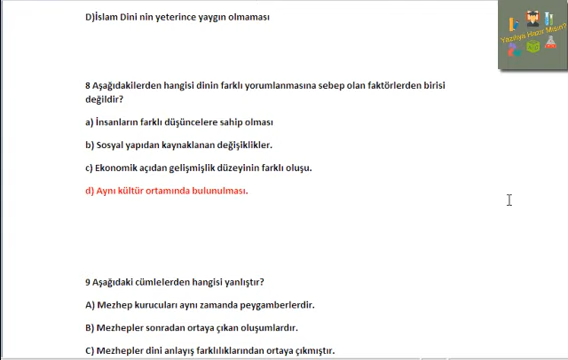 D)İslam Dini nin yeterince yaygın olmaması
Yazılıya Hazır Mısın?
8 Aşağıdakilerden hangisi dinin farklı yorumlanmasına sebep olan faktörlerden birisi
değildir?
a) İnsanların farklı düşüncelere sahip olması
b) Sosyal yapıdan kaynaklanan değişiklikler.
c) Ekonomik açıdan gelişmişlik düzeyinin farklı oluşu.
d) Aynı kültür ortamında bulunulması.
9 Aşağıdaki cümlelerden hangisi yanlıştır?
A) Mezhep kurucuları aynı zamanda peygamberlerdir.
B) Mezhepler sonradan ortaya çıkan oluşumlardır.
C) Mezhepler dini anlayış farklılıklarından ortaya çıkmıştır.